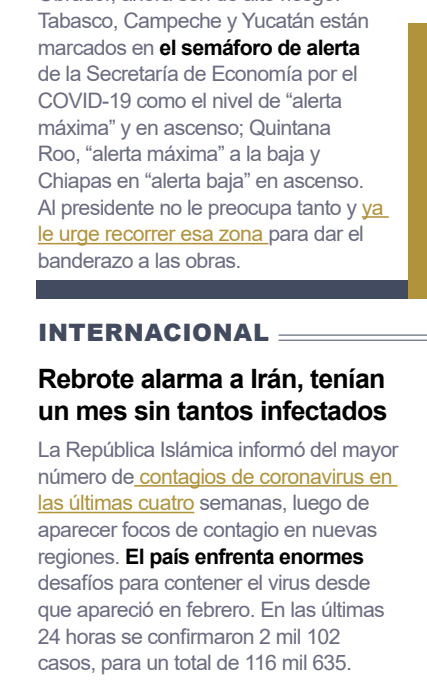 Obrador, ahora son de alto riesgo.
Tabasco, Campeche y Yucatán están
marcados en el semáforo de alerta
de la Secretaría de Economía por el
COVID-19 como el nivel de “alerta
máxima” y en ascenso; Quintana
Roo, “alerta máxima” a la baja y
Chiapas en “alerta baja” en ascenso.
Al presidente no le preocupa tanto y ya
le urge recorrer esa zona para dar el
banderazo a las obras.
INTERNACIONAL
Rebrote alarma a Irán, tenían
un mes sin tantos infectados
La República Islámica informó del mayor
número de contagios de coronavirus en
las últimas cuatro semanas, luego de
aparecer focos de contagio en nuevas
regiones. El país enfrenta enormes
desafíos para contener el virus desde
que apareció en febrero. En las últimas
24 horas se confirmaron 2 mil 102
casos, para un total de 116 mil 635.